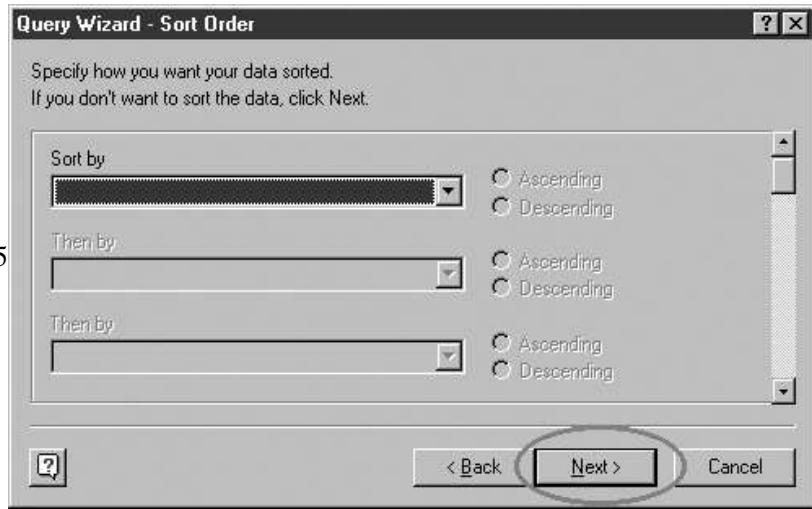 Query Wizard - Sort Order
Specify how you want your data sorted.
If you don't want to sort the data, click Next.
Sort by
Ascending
Descending
5
Then by
Ascending
Descending
Then by
Ascending
Descending
< Back
Next >
Cancel